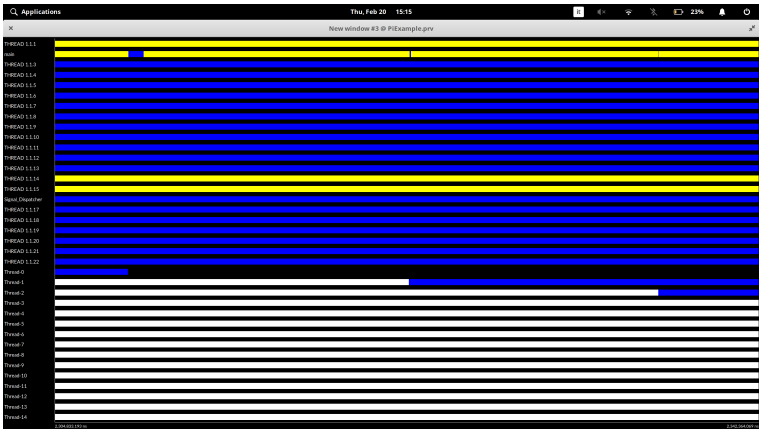 Applications
Thu, Feb 20 15:15
it
23%
New window #3 @ PiExample.prv
THREAD 1.1.1
main
THREAD 1.1.3
THREAD 1.1.4
THREAD 1.1.5
THREAD 1.1.6
THREAD 1.1.7
THREAD 1.1.8
THREAD 1.1.9
THREAD 1.1.10
THREAD 1.1.11
THREAD 1.1.12
THREAD 1.1.13
THREAD 1.1.14
THREAD 1.1.15
Signal_Dispatcher
THREAD 1.1.17
THREAD 1.1.18
THREAD 1.1.19
THREAD 1.1.20
THREAD 1.1.21
THREAD 1.1.22
Thread-0
Thread-1
Thread-2
Thread-3
Thread-4
Thread-5
Thread-6
Thread-7
Thread-8
Thread-9
Thread-10
Thread-11
Thread-12
Thread-13
Thread-14